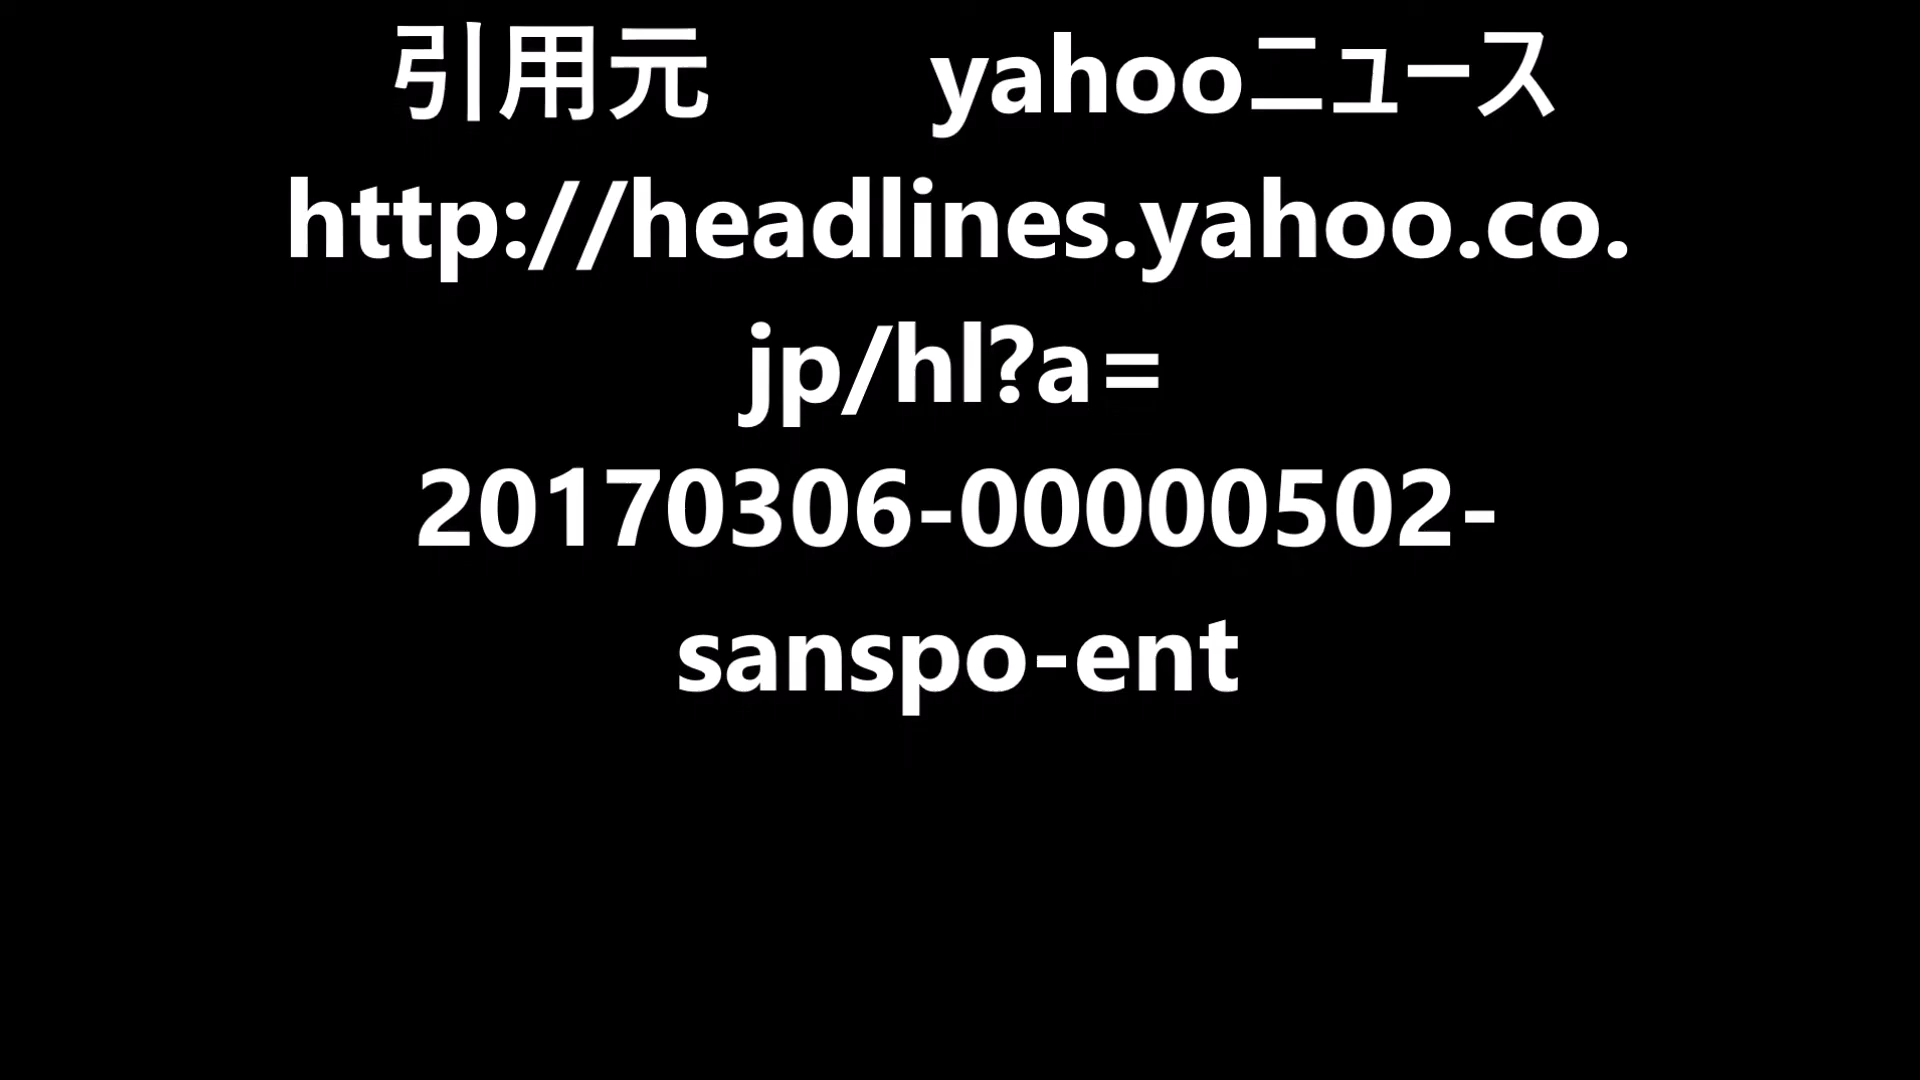 引用元　　yahooニュース
http://headlines.yahoo.co.
jp/hl?a=
20170306-00000502-
sanspo-ent